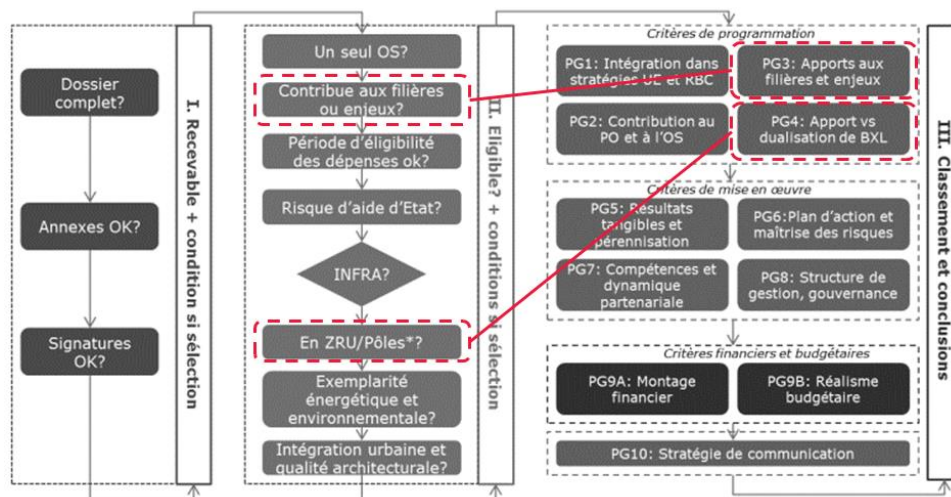 Dossier
complet?
Annexes OK?
Signatures
OK?
I. Recevable + condition si sélection
Un seul OS?
Contribue aux filières
ou enjeux?
Période d'éligibilité
des dépenses ok?
Risque d'aide d'Etat?
INFRA?
En ZRU/Pôles*?
Exemplarité
énergétique et
environnementale?
Intégration urbaine et
qualité architecturale?
II. Eligible? + conditions si sélection
Critères de programmation
PG1: Intégration dans
stratégies UE et RBC
PG3: Apports aux
filières et enjeux
PG2: Contribution au
PO et à l'OS
PG4: Apport vs
dualisation de BXL
Critères de mise en œuvre
PG5: Résultats
tangibles et
pérennisation
PG6:Plan d'action et
maîtrise des risques
PG7: Compétences et
dynamique
partenariale
PG8: Structure de
gestion, gouvernance
Critères financiers et budgétaires
PG9A: Montage
financier
PG9B: Réalisme
budgétaire
PG10: Stratégie de communication
III. Classement et conclusions